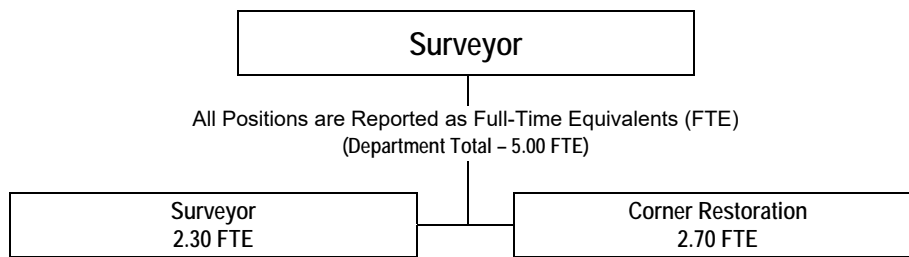 Surveyor
All Positions are Reported as Full-Time Equivalents (FTE)
(Department Total – 5.00 FTE)
Surveyor
2.30 FTE
Corner Restoration
2.70 FTE